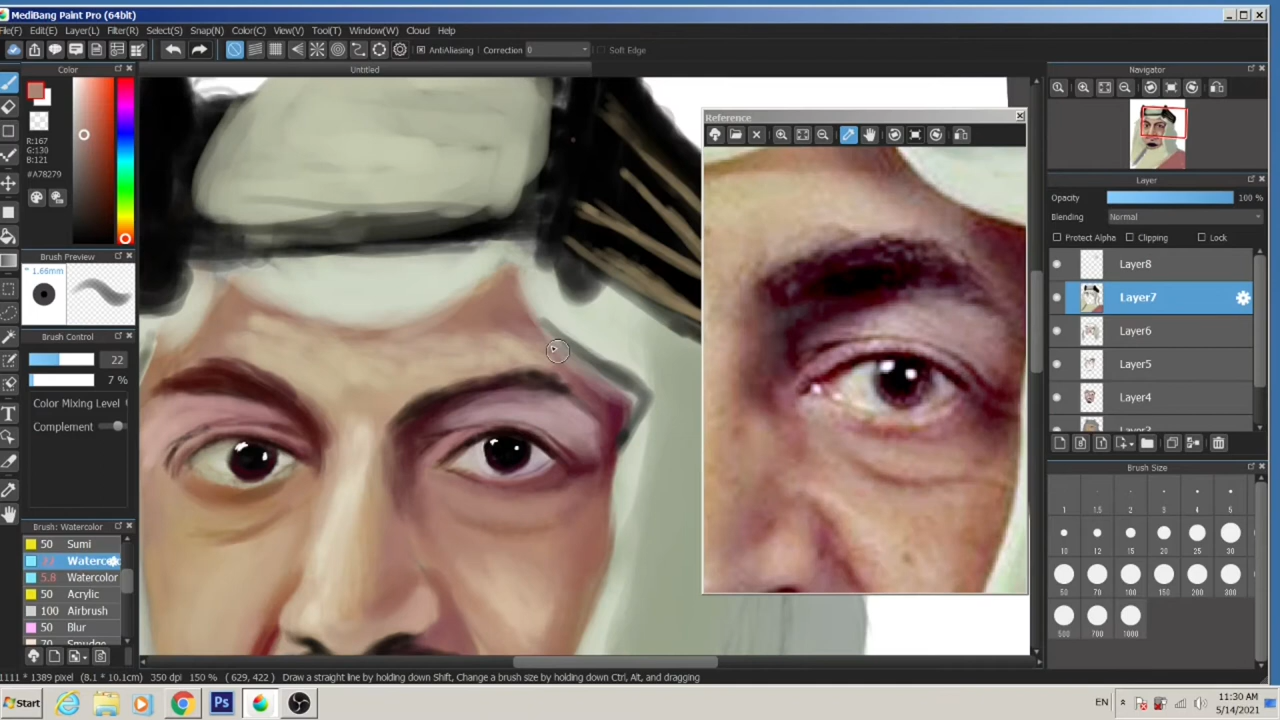 MediBang Paint Pro (64bit)
File(F) Edit(E) Layer(L) Filter(R) Select(S) Snap(N) Color(C) View(V) Tool(T) Window(W) Cloud Help
AntiAliasing Correction 0 Soft Edge
Color
Untitled
Navigator
R:167
G:130
B:121
#A78279
Reference
Layer
Opacity 100 %
Blending Normal
Protect Alpha Clipping Lock
Brush Preview
1.66mm
Layer8
Layer7
Layer6
Layer5
Layer4
Brush Control
22
7 %
Color Mixing Level
Complement
Brush Size
1 1.5 2 3 4 5
10 12 15 20 25 30
50 70 100 150 200 300
500 700 1000
Brush: Watercolor
50 Sumi
22 Waterco
5.8 Watercolor
50 Acrylic
100 Airbrush
50 Blur
70 Smudge
1111 * 1389 pixel (8.1 * 10.1cm) 350 dpi 150 % ( 629, 422 ) Draw a straight line by holding down Shift, Change a brush size by holding down Ctrl, Alt, and dragging
Start
Ps
EN
11:30 AM
5/14/2021